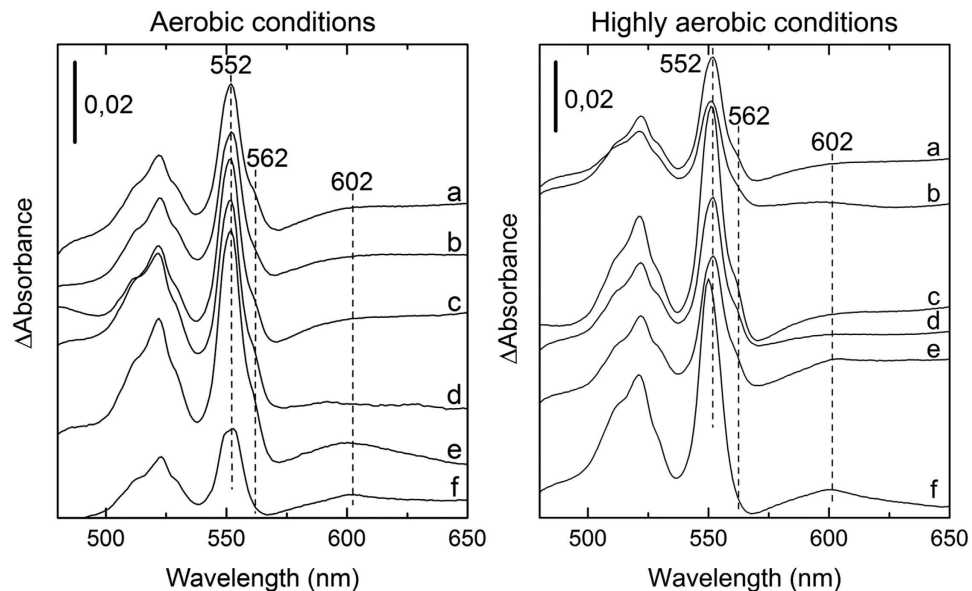 Aerobic conditions
552
562
602
0,02
a
b
c
d
e
f
ΔAbsorbance
500 550 600 650
Wavelength (nm)
Highly aerobic conditions
552
562
602
0,02
a
b
c
d
e
f
ΔAbsorbance
500 550 600 650
Wavelength (nm)